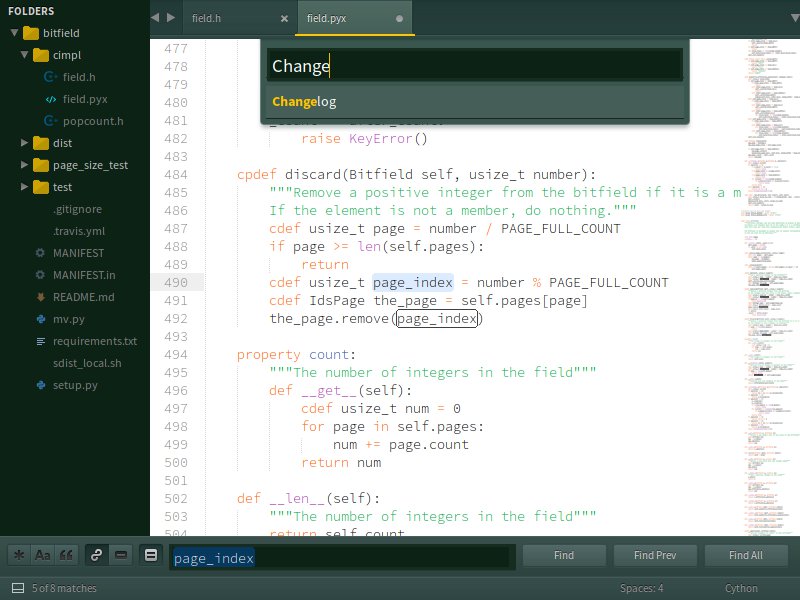 FOLDERS
bitfield
cimpl
field.h
field.pyx
popcount.h
dist
page_size_test
test
.gitignore
.travis.yml
MANIFEST
MANIFEST.in
README.md
mv.py
requirements.txt
sdist_local.sh
setup.py
field.h
field.pyx
Change
Changelog
477
478
479
480
481
482 raise KeyError()
483
484 cpdef discard(Bitfield self, usize_t number):
485 """Remove a positive integer from the bitfield if it is a m
486 If the element is not a member, do nothing."""
487 cdef usize_t page = number / PAGE_FULL_COUNT
488 if page >= len(self.pages):
489 return
490 cdef usize_t page_index = number % PAGE_FULL_COUNT
491 cdef IdsPage the_page = self.pages[page]
492 the_page.remove(page_index)
493
494 property count:
495 """The number of integers in the field"""
496 def __get__(self):
497 cdef usize_t num = 0
498 for page in self.pages:
499 num += page.count
500 return num
501
502 def __len__(self):
503 """The number of integers in the field"""
504 return self.count
Aa
page_index
Find
Find Prev
Find All
5 of 8 matches
Spaces: 4
Cython